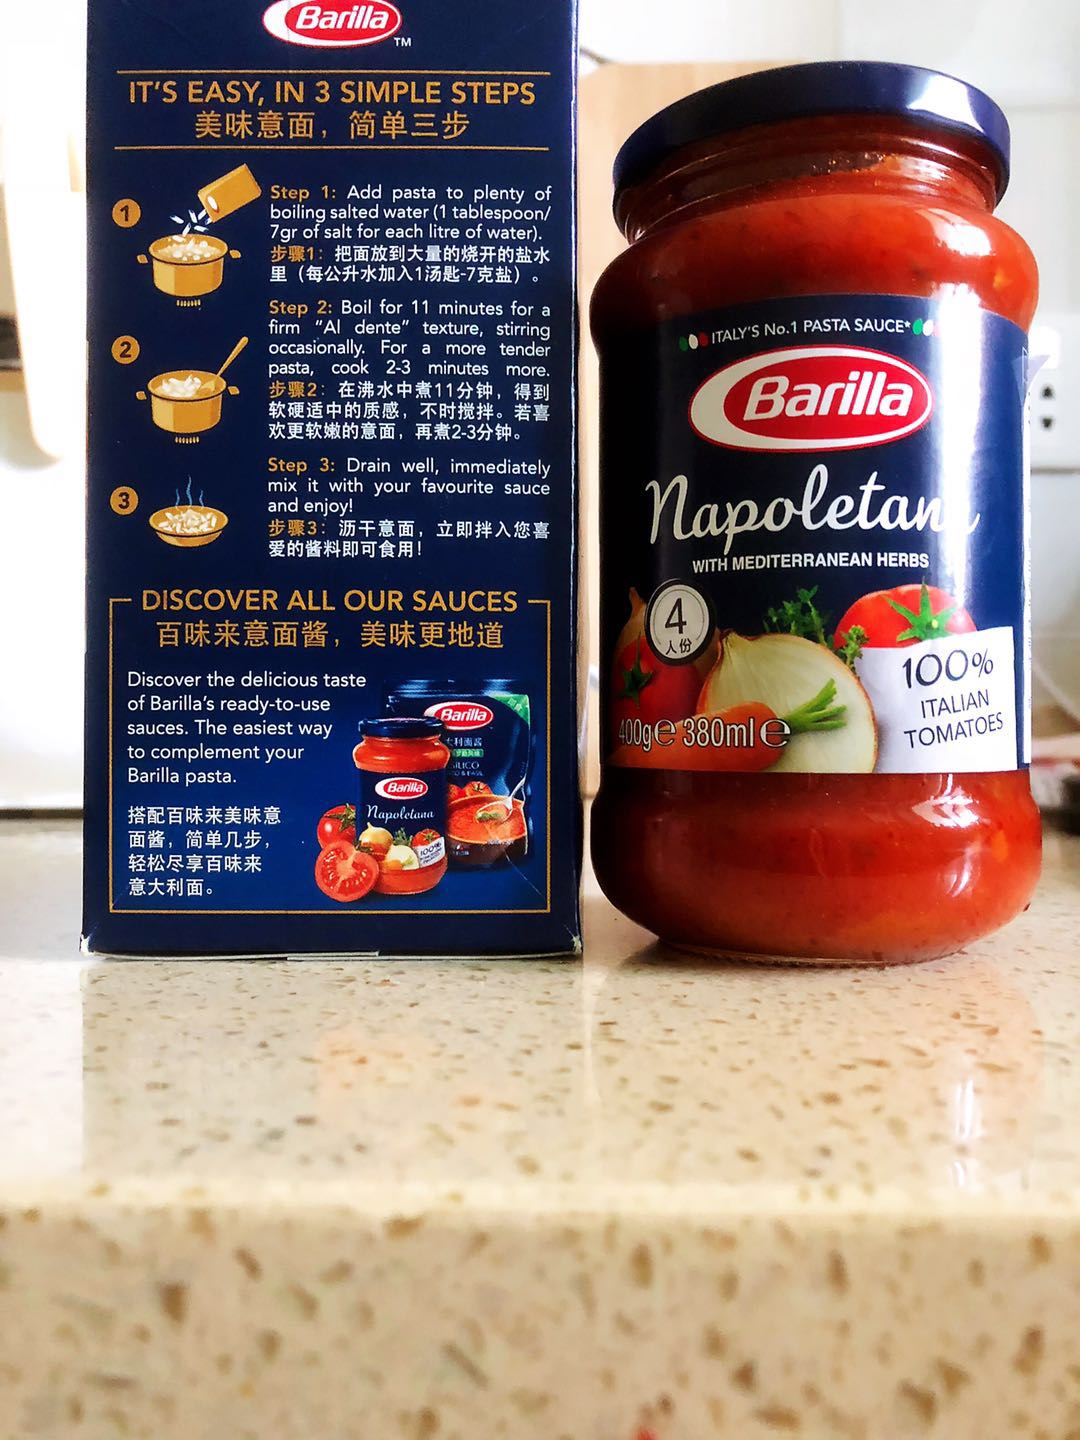 Barilla
TM
IT'S EASY, IN 3 SIMPLE STEPS
美味意面，简单三步
1
Step 1: Add pasta to plenty of
boiling salted water (1 tablespoon/
7gr of salt for each litre of water).
步骤1：把面放到大量的烧开的盐水
里（每公升水加入1汤匙-7克盐）。
2
Step 2: Boil for 11 minutes for a
firm “Al dente” texture, stirring
occasionally. For a more tender
pasta, cook 2-3 minutes more.
步骤2：在沸水中煮11分钟，得到
软硬适中的质感，不时搅拌。若喜
欢更软嫩的意面，再煮2-3分钟。
3
Step 3: Drain well, immediately
mix it with your favourite sauce
and enjoy!
步骤3：沥干意面，立即拌入您喜
爱的酱料即可食用！
DISCOVER ALL OUR SAUCES
百味来意面酱，美味更地道
Discover the delicious taste
of Barilla's ready-to-use
sauces. The easiest way
to complement your
Barilla pasta.
搭配百味来美味意
面酱，简单几步，
轻松尽享百味来
意大利面。
Barilla
大利面酱
Barilla
Napoletana
100%
ITALY'S No.1 PASTA SAUCE*
Barilla
Napoletana
WITH MEDITERRANEAN HERBS
4
人份
100%
ITALIAN
TOMATOES
400g℮ 380ml℮